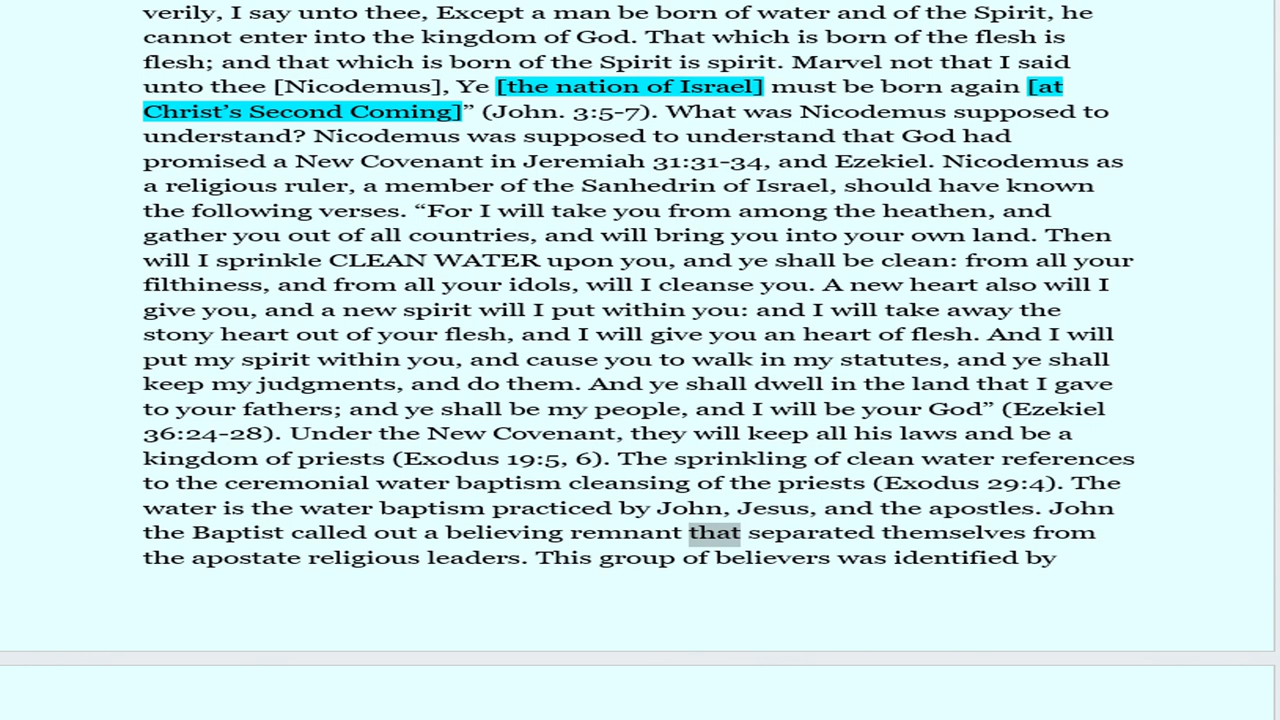 verily, I say unto thee, Except a man be born of water and of the Spirit, he
cannot enter into the kingdom of God. That which is born of the flesh is
flesh; and that which is born of the Spirit is spirit. Marvel not that I said
unto thee [Nicodemus], Ye [the nation of Israel] must be born again [at
Christ’s Second Coming]” (John. 3:5-7). What was Nicodemus supposed to
understand? Nicodemus was supposed to understand that God had
promised a New Covenant in Jeremiah 31:31-34, and Ezekiel. Nicodemus as
a religious ruler, a member of the Sanhedrin of Israel, should have known
the following verses. “For I will take you from among the heathen, and
gather you out of all countries, and will bring you into your own land. Then
will I sprinkle CLEAN WATER upon you, and ye shall be clean: from all your
filthiness, and from all your idols, will I cleanse you. A new heart also will I
give you, and a new spirit will I put within you: and I will take away the
stony heart out of your flesh, and I will give you an heart of flesh. And I will
put my spirit within you, and cause you to walk in my statutes, and ye shall
keep my judgments, and do them. And ye shall dwell in the land that I gave
to your fathers; and ye shall be my people, and I will be your God” (Ezekiel
36:24-28). Under the New Covenant, they will keep all his laws and be a
kingdom of priests (Exodus 19:5, 6). The sprinkling of clean water references
to the ceremonial water baptism cleansing of the priests (Exodus 29:4). The
water is the water baptism practiced by John, Jesus, and the apostles. John
the Baptist called out a believing remnant that separated themselves from
the apostate religious leaders. This group of believers was identified by